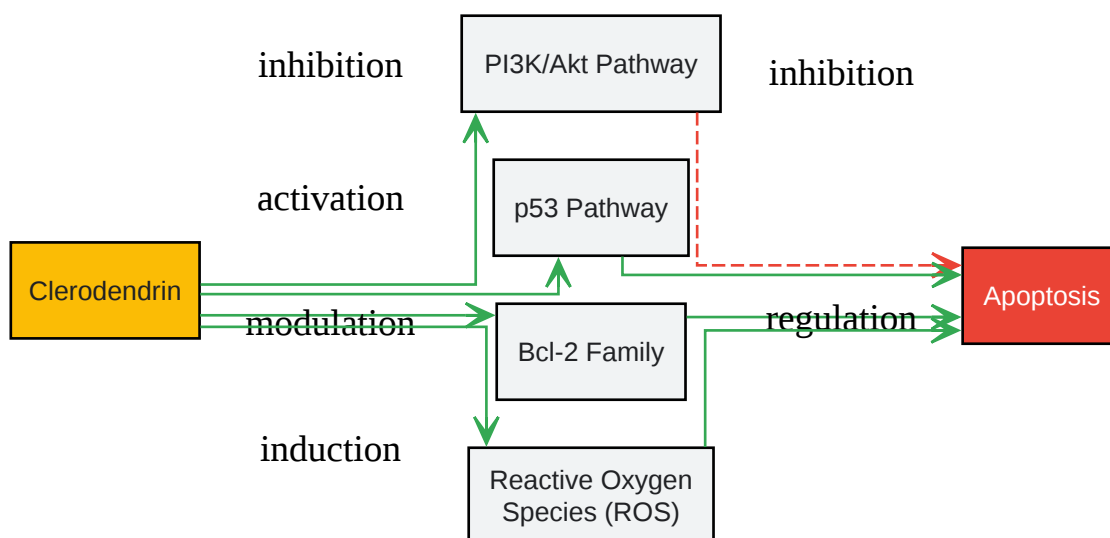 inhibition
PI3K/Akt Pathway
inhibition
activation
p53 Pathway
Clerodendrin
Apoptosis
modulation
regulation
Bcl-2 Family
induction
Reactive Oxygen
Species (ROS)